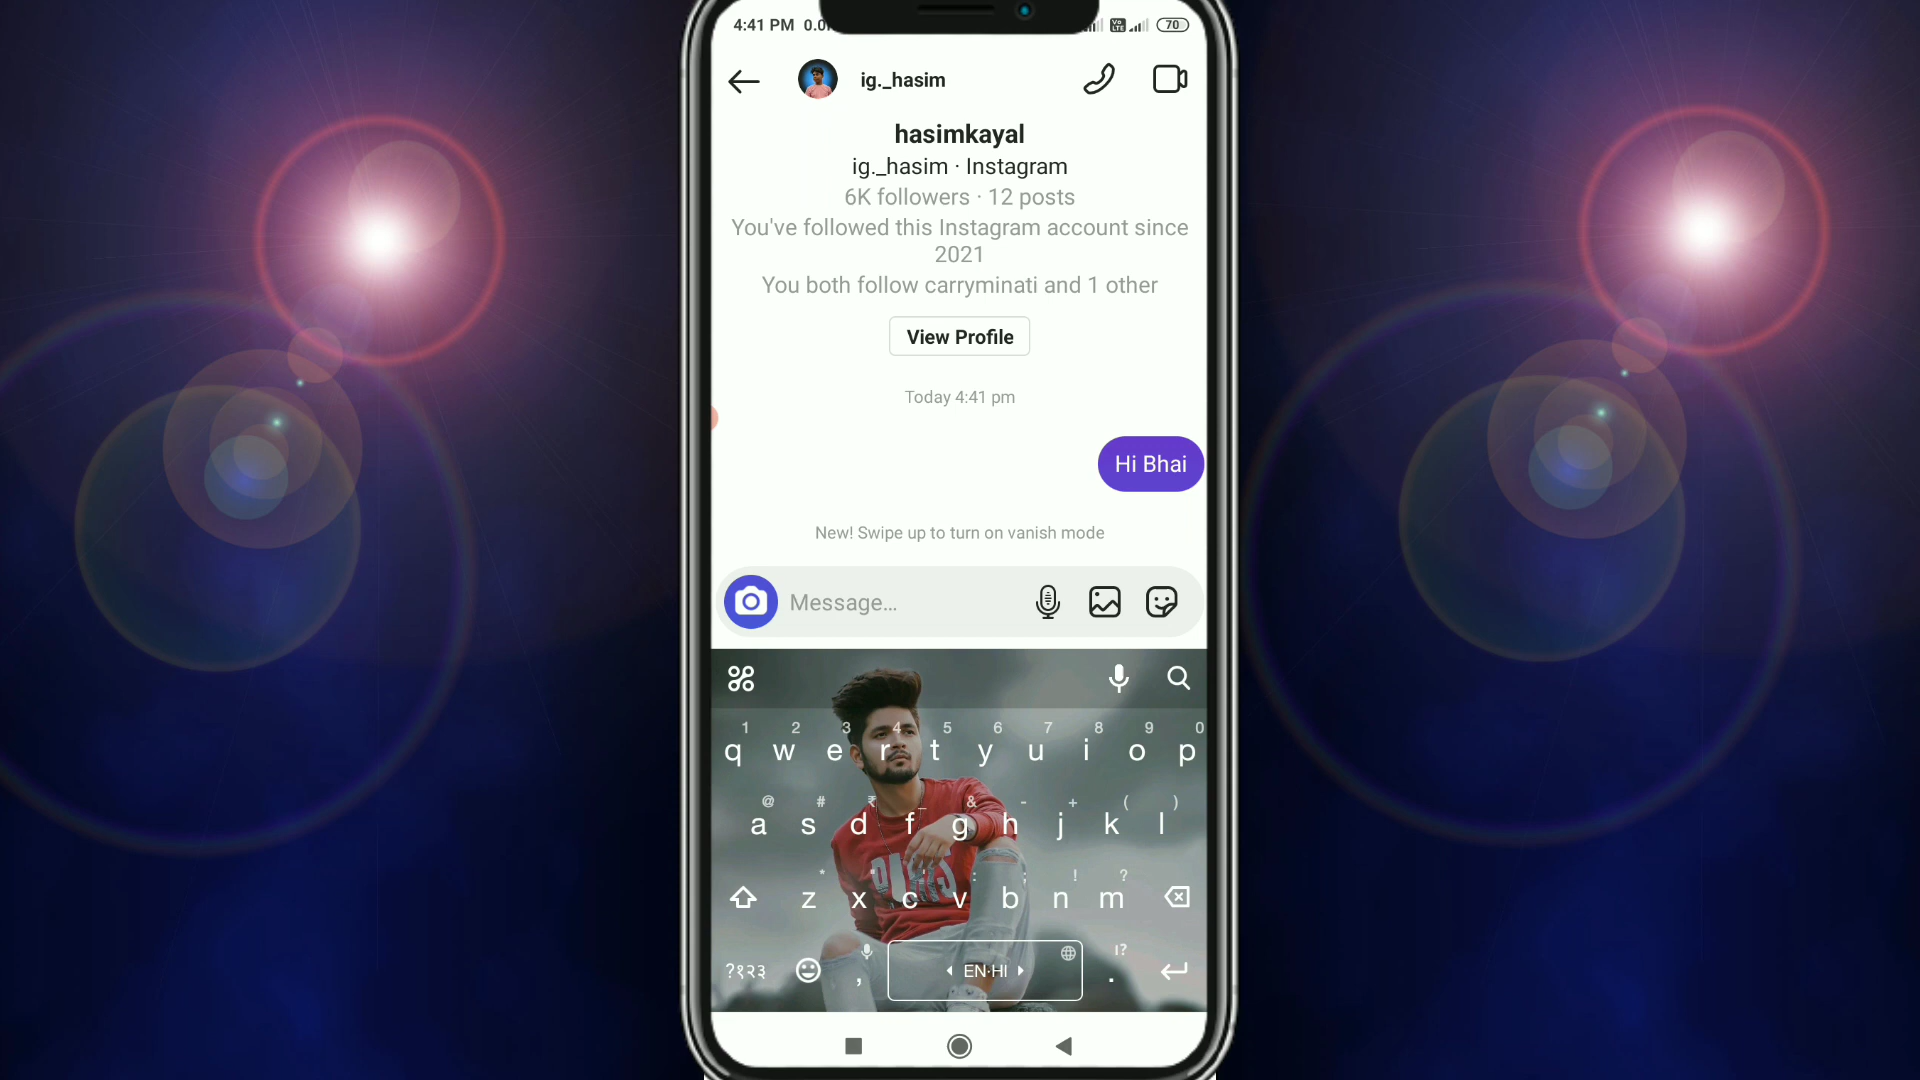 4:41 PM 0.0
70
ig._hasim
hasimkayal
ig._hasim · Instagram
6K followers · 12 posts
You've followed this Instagram account since
2021
You both follow carryminati and 1 other
View Profile
Today 4:41 pm
Hi Bhai
New! Swipe up to turn on vanish mode
Message…
1 2 3 4 5 6 7 8 9 0
q w e r t y u i o p
@ # ₹ _ & - + ( )
a s d f g h j k l
* " ' : ; ! ?
z x c v b n m
?१२३ , EN·HI . !?